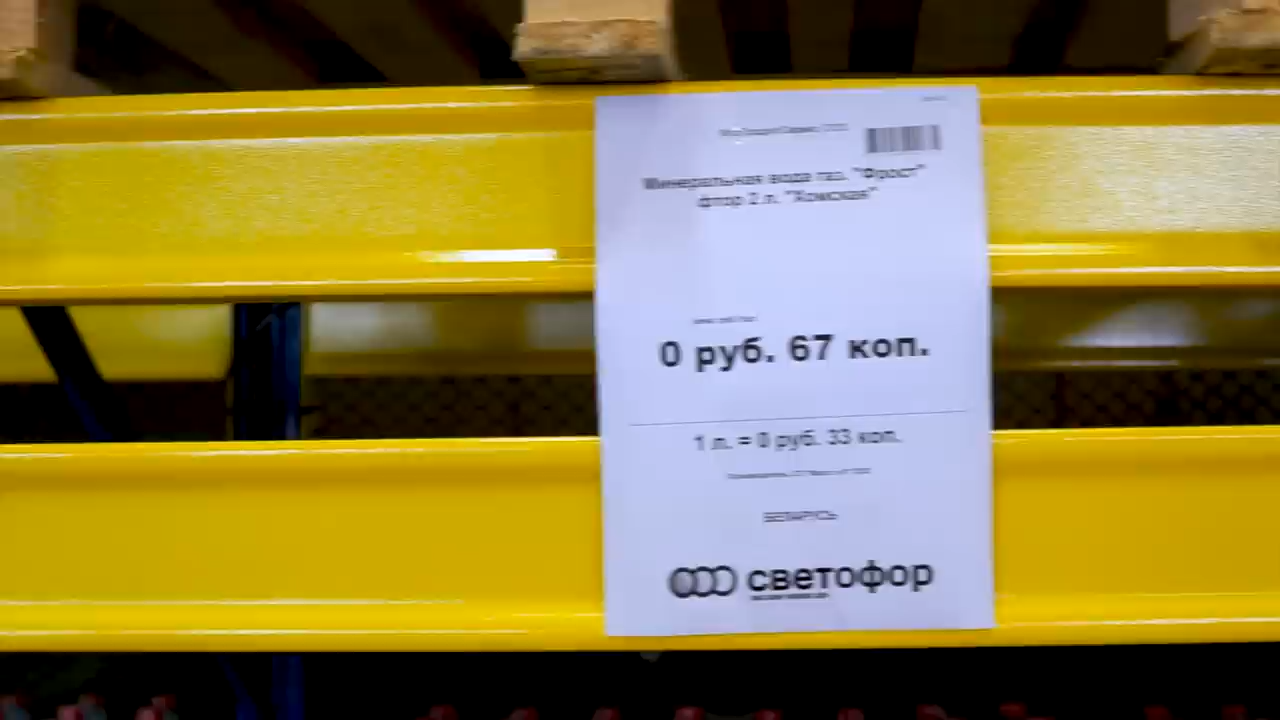 Минеральная вода газ. "Фрост"
фтор 2 л. "Хомская"
0 руб. 67 коп.
1 л. = 0 руб. 33 коп.
БЕЛАРУСЬ
светофор